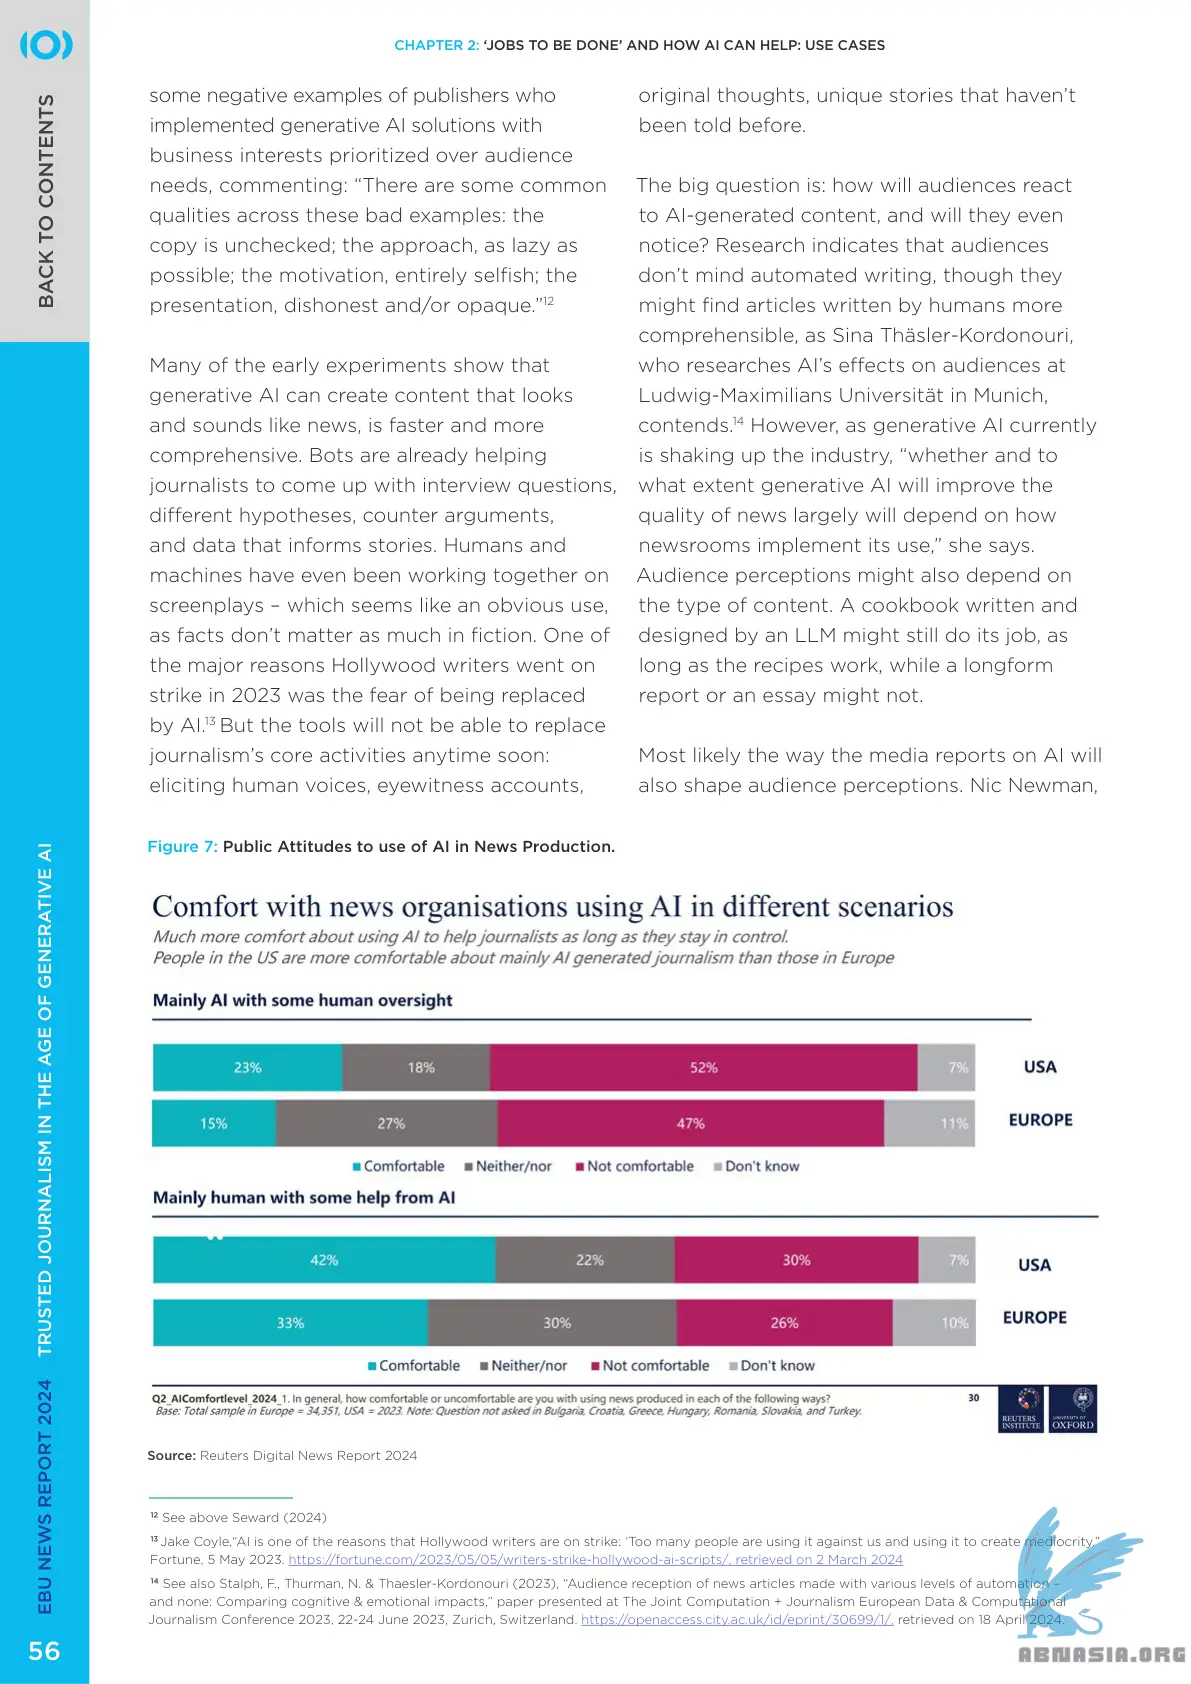 CHAPTER 2: ‘JOBS TO BE DONE’ AND HOW AI CAN HELP: USE CASES
BACK TO CONTENTS
some negative examples of publishers who
implemented generative AI solutions with
business interests prioritized over audience
needs, commenting: “There are some common
qualities across these bad examples: the
copy is unchecked; the approach, as lazy as
possible; the motivation, entirely selfish; the
presentation, dishonest and/or opaque.”12
Many of the early experiments show that
generative AI can create content that looks
and sounds like news, is faster and more
comprehensive. Bots are already helping
journalists to come up with interview questions,
different hypotheses, counter arguments,
and data that informs stories. Humans and
machines have even been working together on
screenplays – which seems like an obvious use,
as facts don’t matter as much in fiction. One of
the major reasons Hollywood writers went on
strike in 2023 was the fear of being replaced
by AI.13 But the tools will not be able to replace
journalism’s core activities anytime soon:
eliciting human voices, eyewitness accounts,
original thoughts, unique stories that haven’t
been told before.
The big question is: how will audiences react
to AI-generated content, and will they even
notice? Research indicates that audiences
don’t mind automated writing, though they
might find articles written by humans more
comprehensible, as Sina Thäsler-Kordonouri,
who researches AI’s effects on audiences at
Ludwig-Maximilians Universität in Munich,
contends.14 However, as generative AI currently
is shaking up the industry, “whether and to
what extent generative AI will improve the
quality of news largely will depend on how
newsrooms implement its use,” she says.
Audience perceptions might also depend on
the type of content. A cookbook written and
designed by an LLM might still do its job, as
long as the recipes work, while a longform
report or an essay might not.
Most likely the way the media reports on AI will
also shape audience perceptions. Nic Newman,
Figure 7: Public Attitudes to use of AI in News Production.
Comfort with news organisations using AI in different scenarios
Much more comfort about using AI to help journalists as long as they stay in control.
People in the US are more comfortable about mainly AI generated journalism than those in Europe
Mainly AI with some human oversight
23% 18% 52% 7% USA
15% 27% 47% 11% EUROPE
Comfortable Neither/nor Not comfortable Don't know
Mainly human with some help from AI
42% 22% 30% 7% USA
33% 30% 26% 10% EUROPE
Comfortable Neither/nor Not comfortable Don't know
Q2_AIComfortlevel_2024_1. In general, how comfortable or uncomfortable are you with using news produced in each of the following ways?
Base: Total sample in Europe = 34,351, USA = 2023. Note: Question not asked in Bulgaria, Croatia, Greece, Hungary, Romania, Slovakia, and Turkey.
30
REUTERS
INSTITUTE
UNIVERSITY OF
OXFORD
Source: Reuters Digital News Report 2024
12 See above Seward (2024)
13 Jake Coyle,“AI is one of the reasons that Hollywood writers are on strike: ‘Too many people are using it against us and using it to create mediocrity,”
Fortune, 5 May 2023. https://fortune.com/2023/05/05/writers-strike-hollywood-ai-scripts/, retrieved on 2 March 2024
14 See also Stalph, F., Thurman, N. & Thaesler-Kordonouri (2023), “Audience reception of news articles made with various levels of automation –
and none: Comparing cognitive & emotional impacts,” paper presented at The Joint Computation + Journalism European Data & Computational
Journalism Conference 2023, 22-24 June 2023, Zurich, Switzerland. https://openaccess.city.ac.uk/id/eprint/30699/1/, retrieved on 18 April 2024.
EBU NEWS REPORT 2024 TRUSTED JOURNALISM IN THE AGE OF GENERATIVE AI
56
ABNASIA.ORG